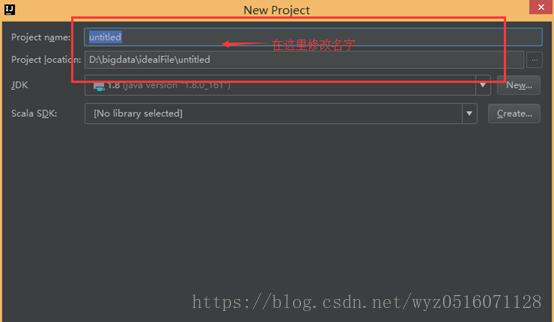 New Project
Project name: untitled
在这里修改名字
Project location: D:\bigdata\idealFile\untitled ...
JDK 1.8 (java version "1.8.0_161") New...
Scala SDK: [No library selected] Create...
https://blog.csdn.net/wyz0516071128